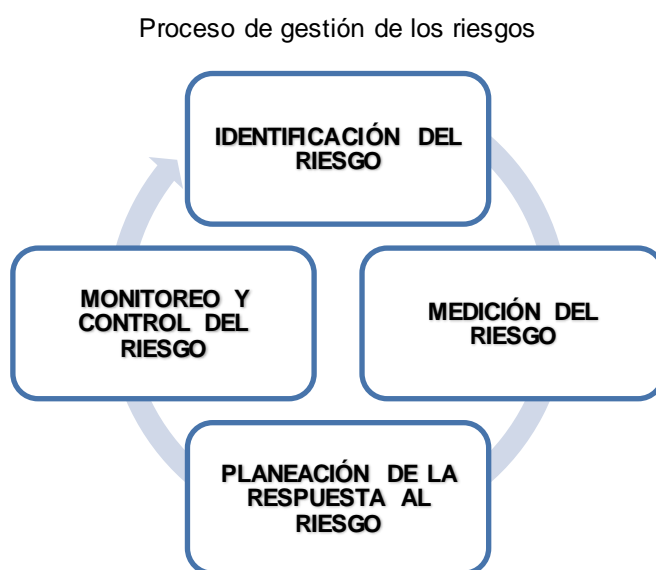 Proceso de gestión de los riesgos
IDENTIFICACIÓN DEL
RIESGO
MEDICIÓN DEL
RIESGO
PLANEACIÓN DE LA
RESPUESTA AL
RIESGO
MONITOREO Y
CONTROL DEL
RIESGO